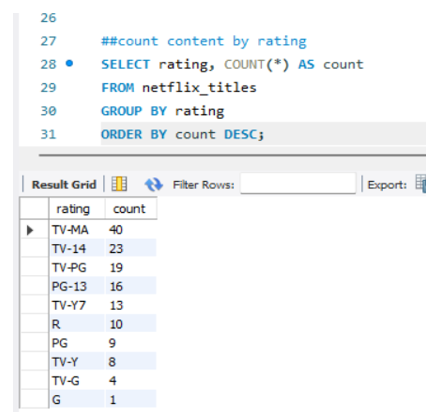 26
27 ##count content by rating
28 SELECT rating, COUNT(*) AS count
29 FROM netflix_titles
30 GROUP BY rating
31 ORDER BY count DESC;
Result Grid Filter Rows: Export:
rating count
TV-MA 40
TV-14 23
TV-PG 19
PG-13 16
TV-Y7 13
R 10
PG 9
TV-Y 8
TV-G 4
G 1